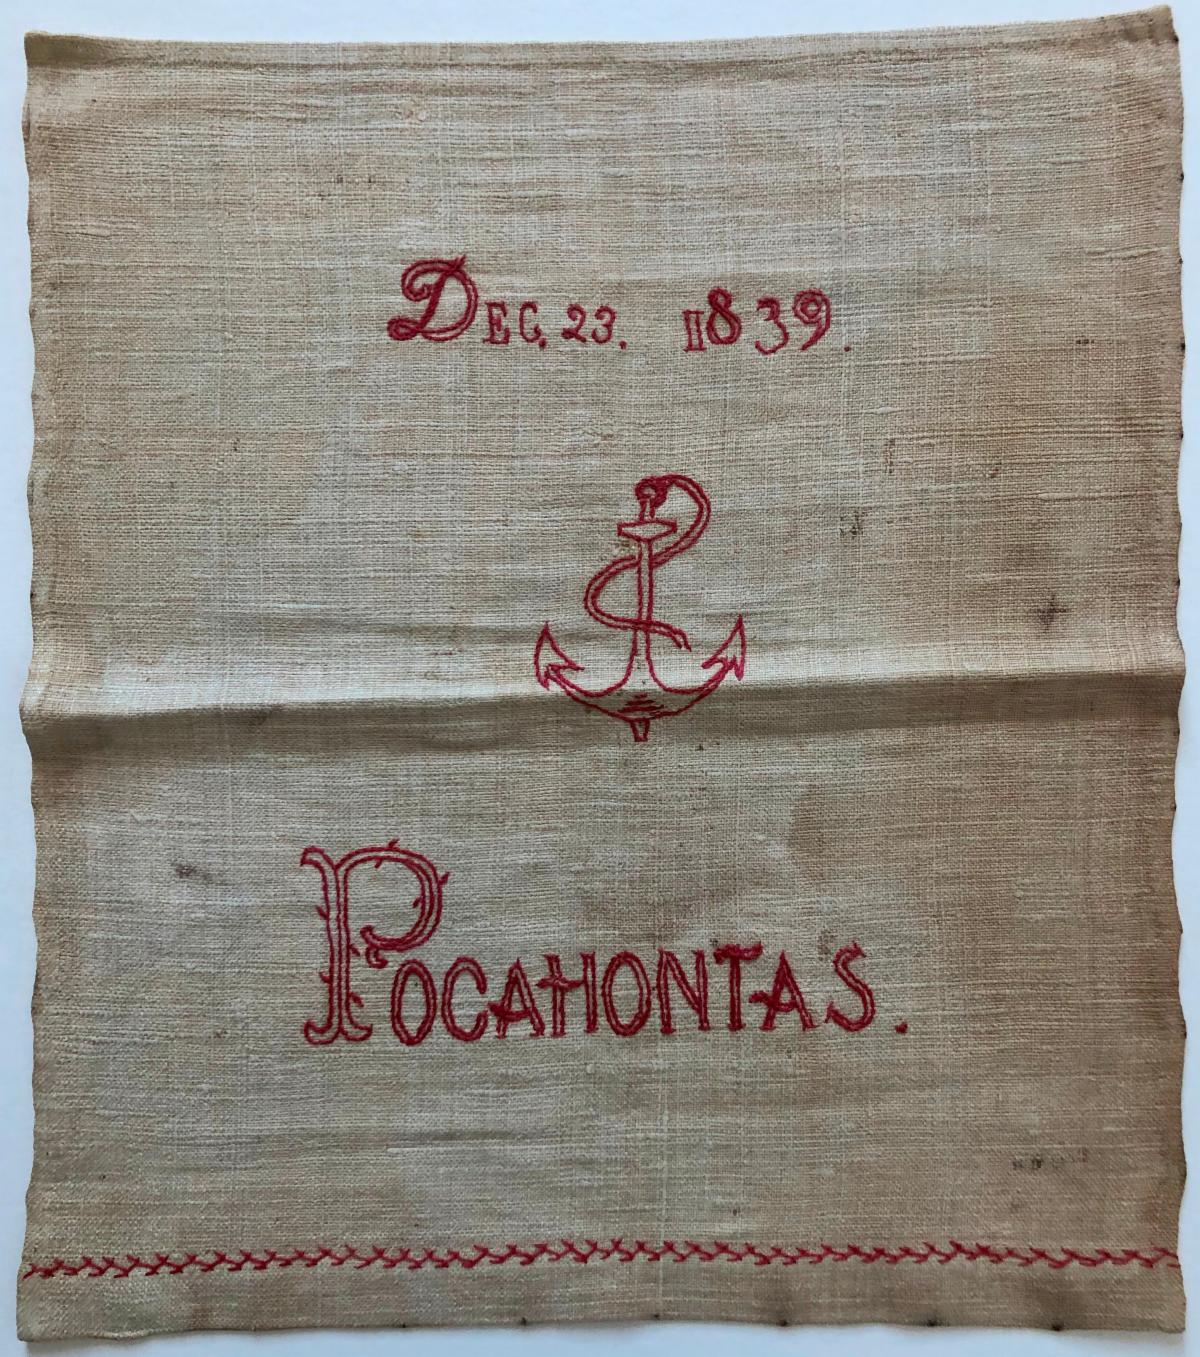 DEC. 23. 1839.
POCAHONTAS.